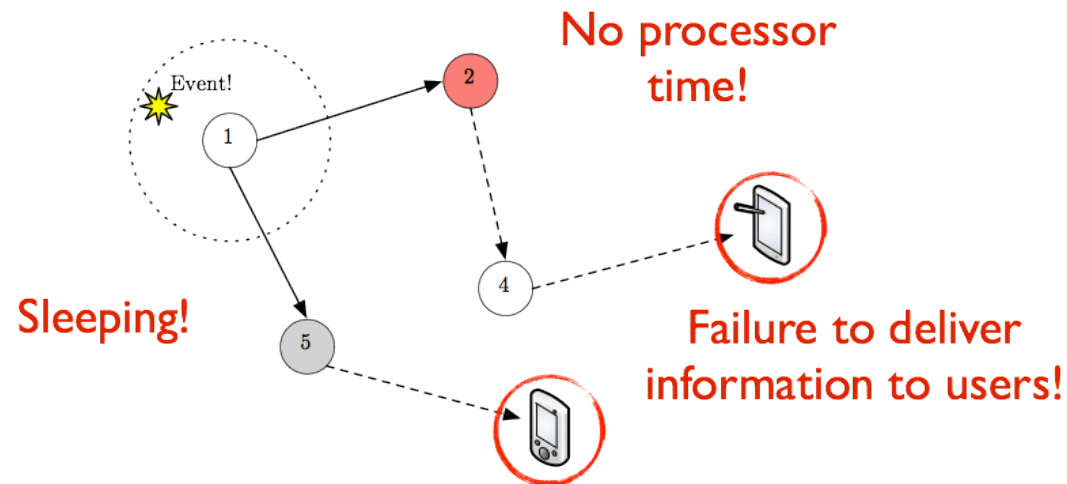 No processor
time!
Event!
2
1
4
Sleeping!
5
Failure to deliver
information to users!